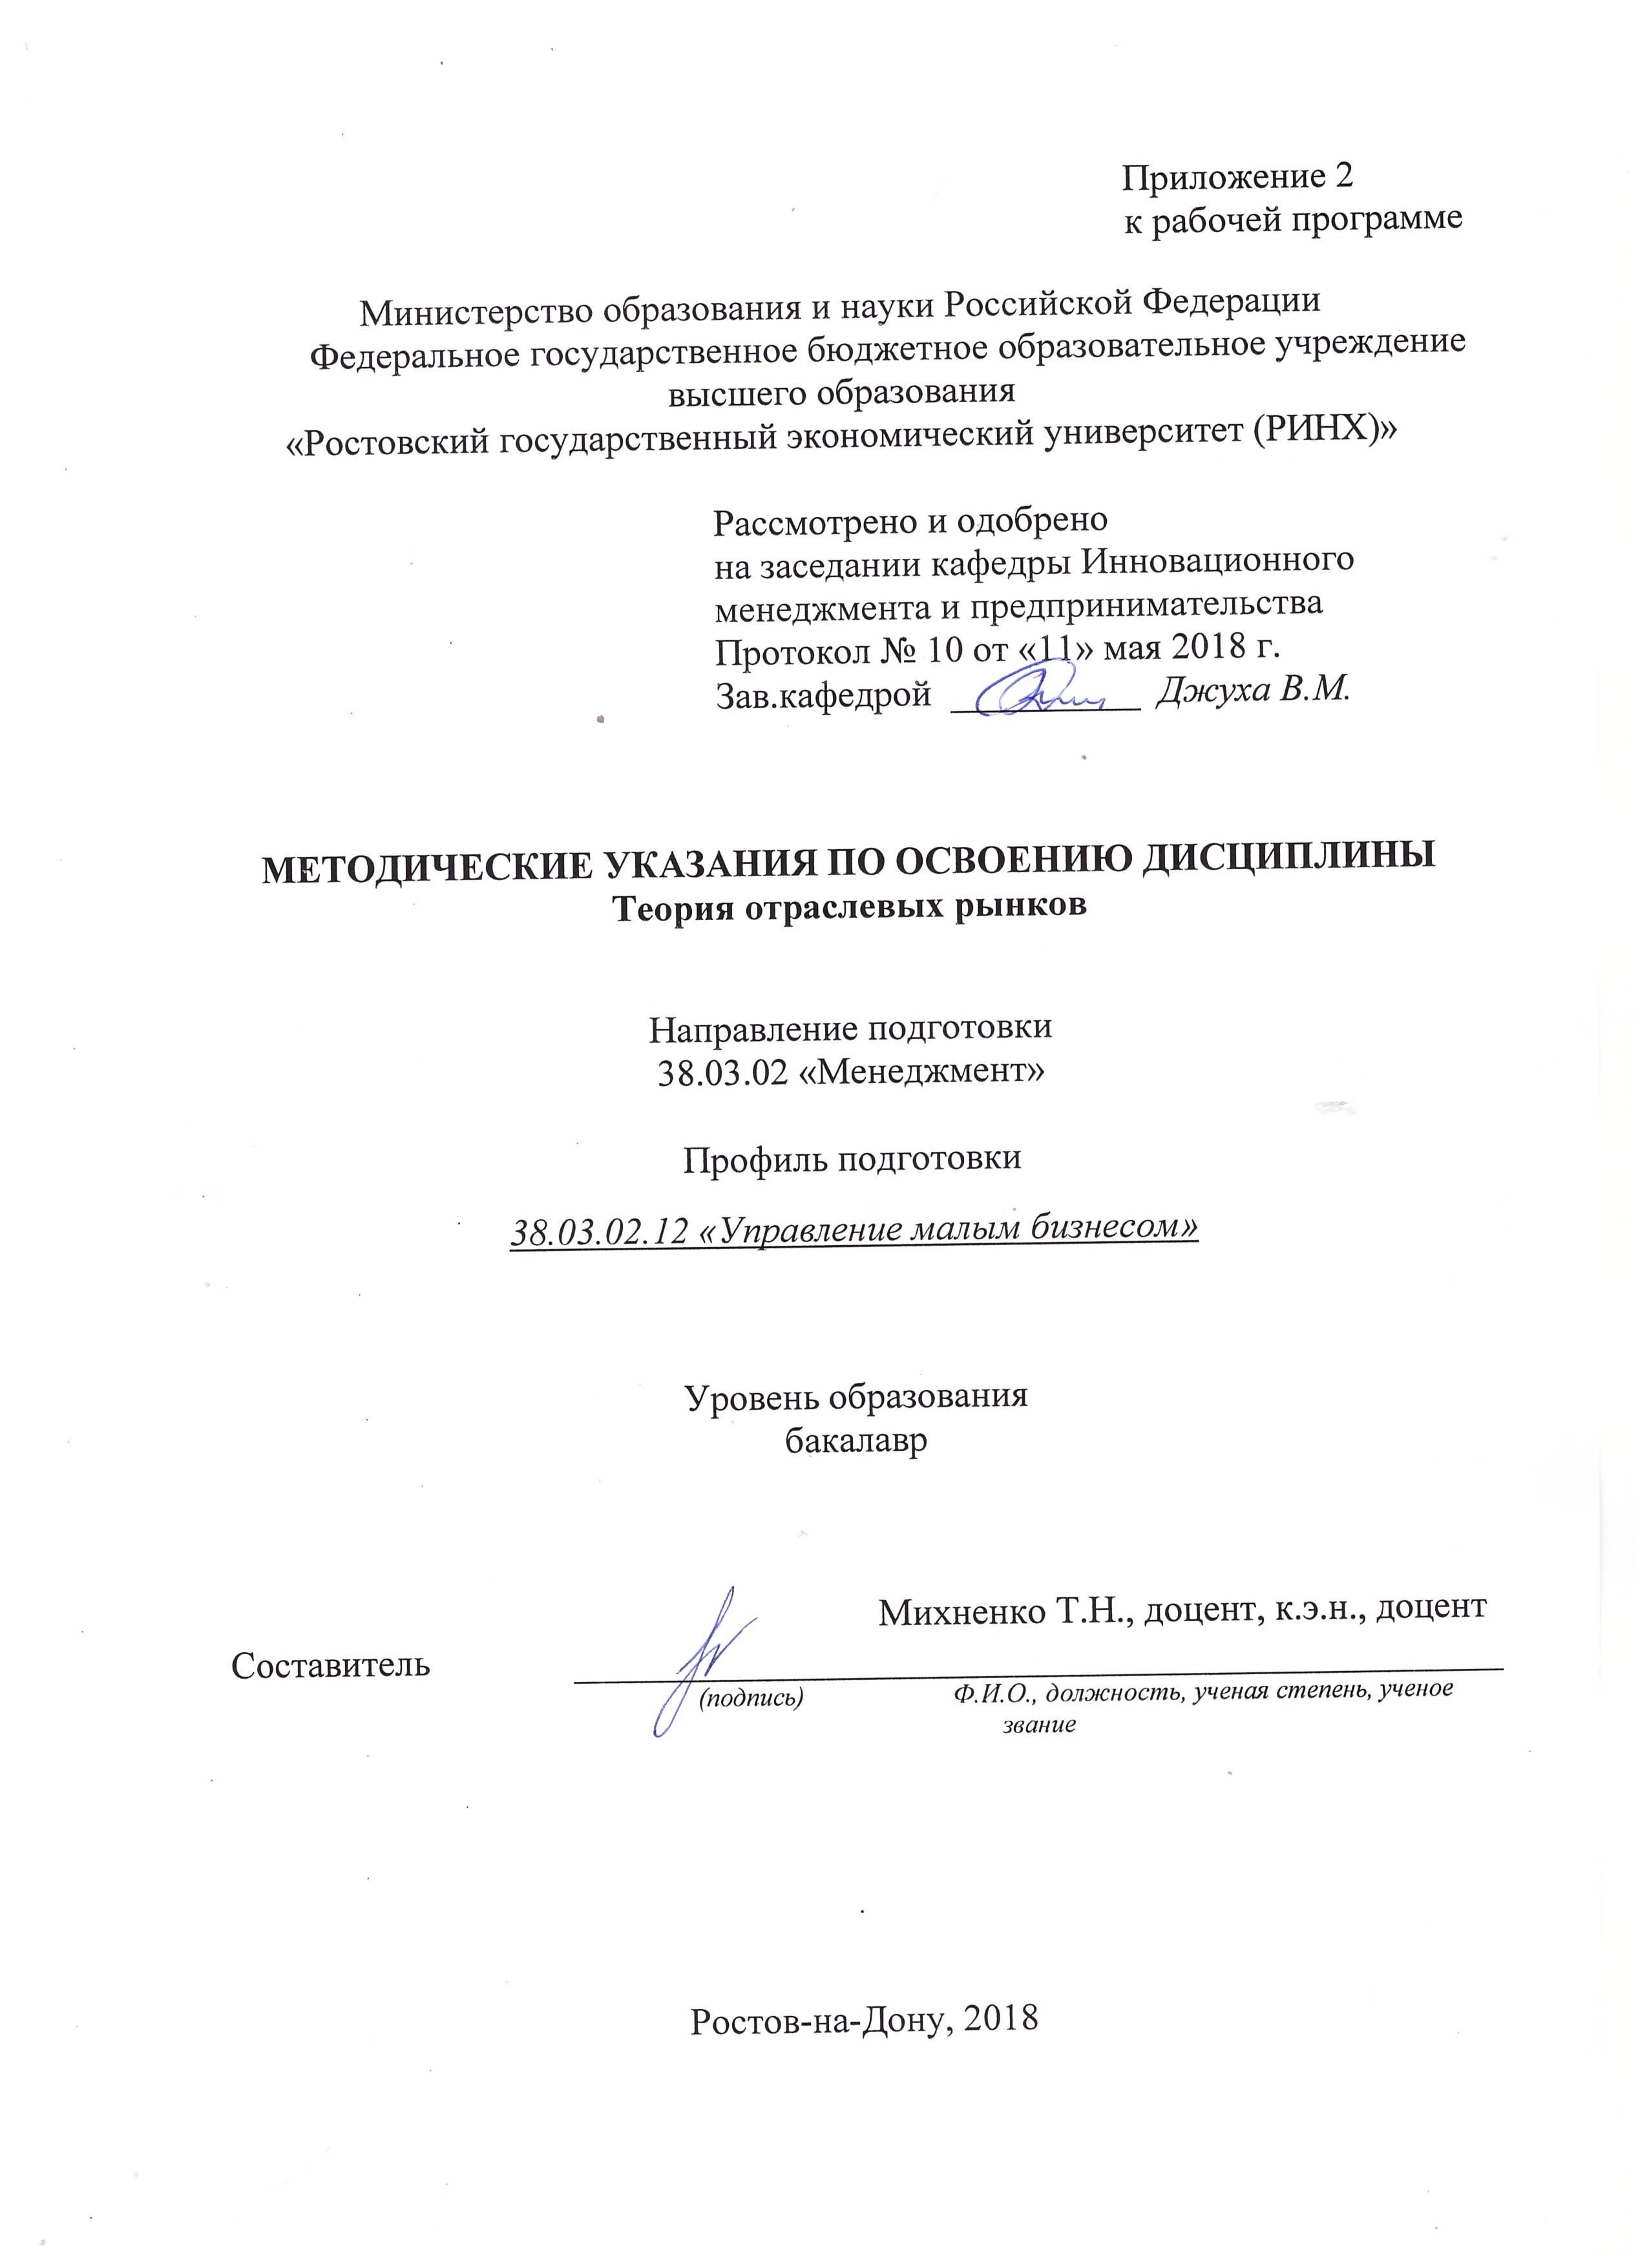 Приложение 2
к рабочей программе
Министерство образования и науки Российской Федерации
Федеральное государственное бюджетное образовательное учреждение
высшего образования
«Ростовский государственный экономический университет (РИНХ)»
Рассмотрено и одобрено
на заседании кафедры Инновационного
менеджмента и предпринимательства
Протокол № 10 от «11» мая 2018 г.
Зав.кафедрой ___________ Джуха В.М.
МЕТОДИЧЕСКИЕ УКАЗАНИЯ ПО ОСВОЕНИЮ ДИСЦИПЛИНЫ
Теория отраслевых рынков
Направление подготовки
38.03.02 «Менеджмент»
Профиль подготовки
38.03.02.12 «Управление малым бизнесом»
Уровень образования
бакалавр
Михненко Т.Н., доцент, к.э.н., доцент
Составитель
(подпись) Ф.И.О., должность, ученая степень, ученое
звание
Ростов-на-Дону, 2018